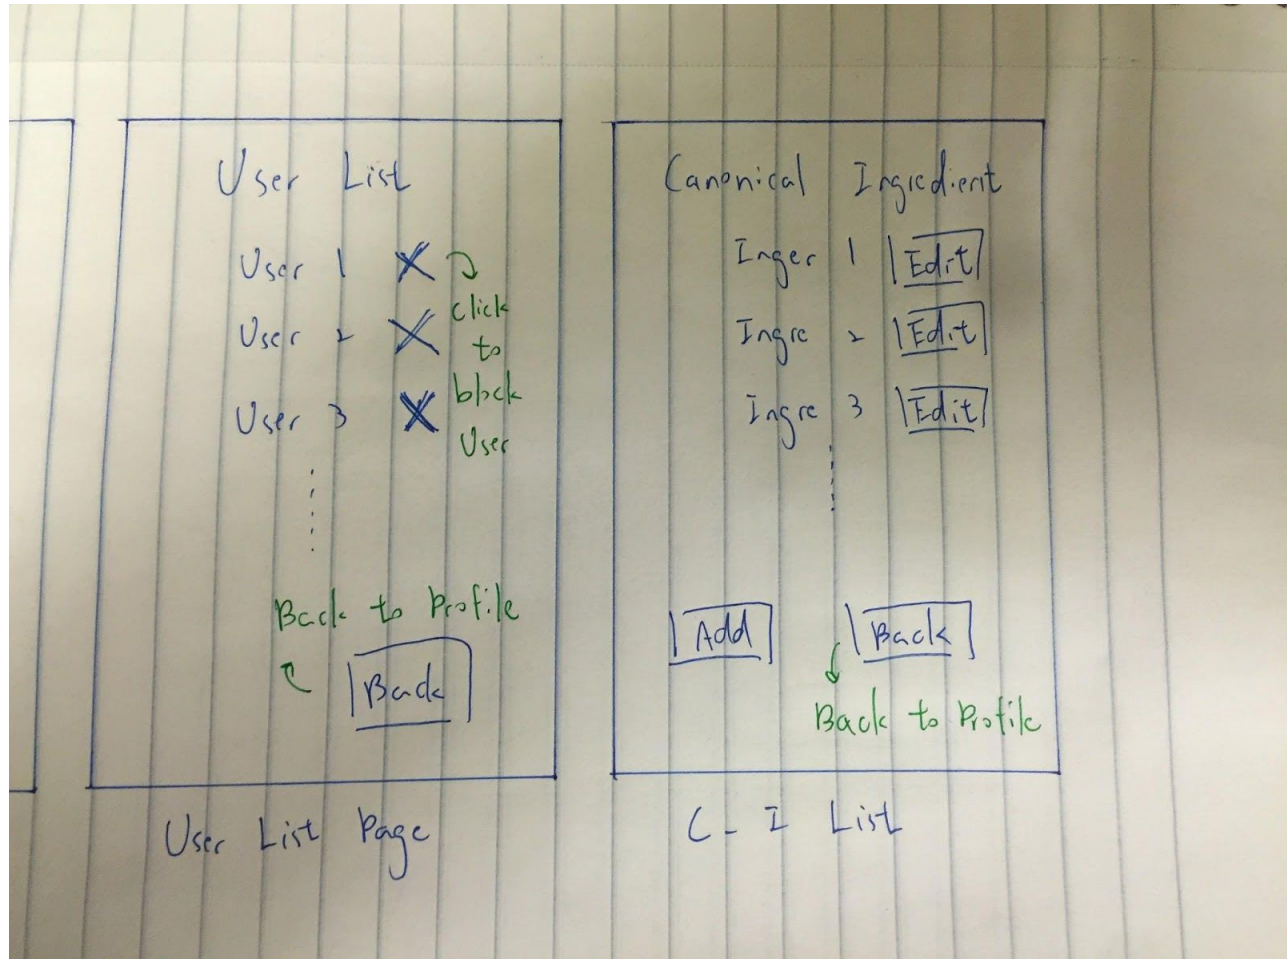 User List
User 1 X
click
to
User 2 X
block
User 3 X
User
Back to Profile
Back
User List Page
Canonical Ingredient
Inger 1 Edit
Ingre 2 Edit
Ingre 3 Edit
Add Back
Back to Profile
C - I List